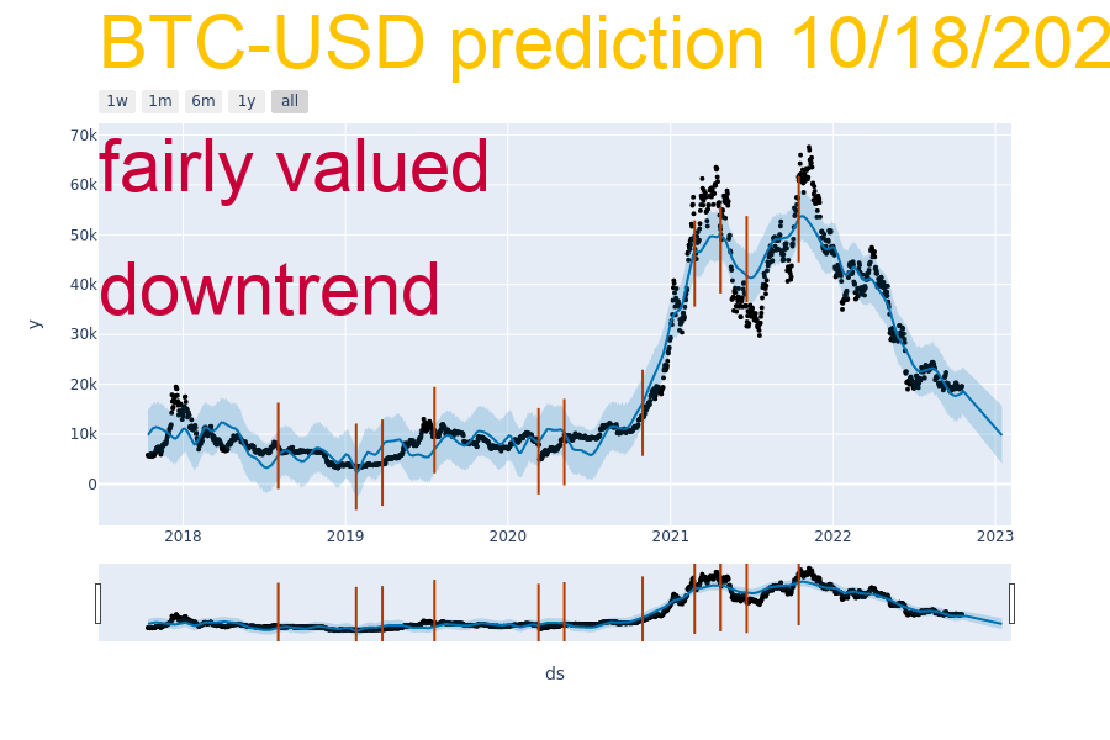 BTC-USD prediction 10/18/202
1w 1m 6m 1y all
70k
fairly valued
60k
50k
downtrend
40k
30k
20k
10k
0
y
2018 2019 2020 2021 2022 2023
ds